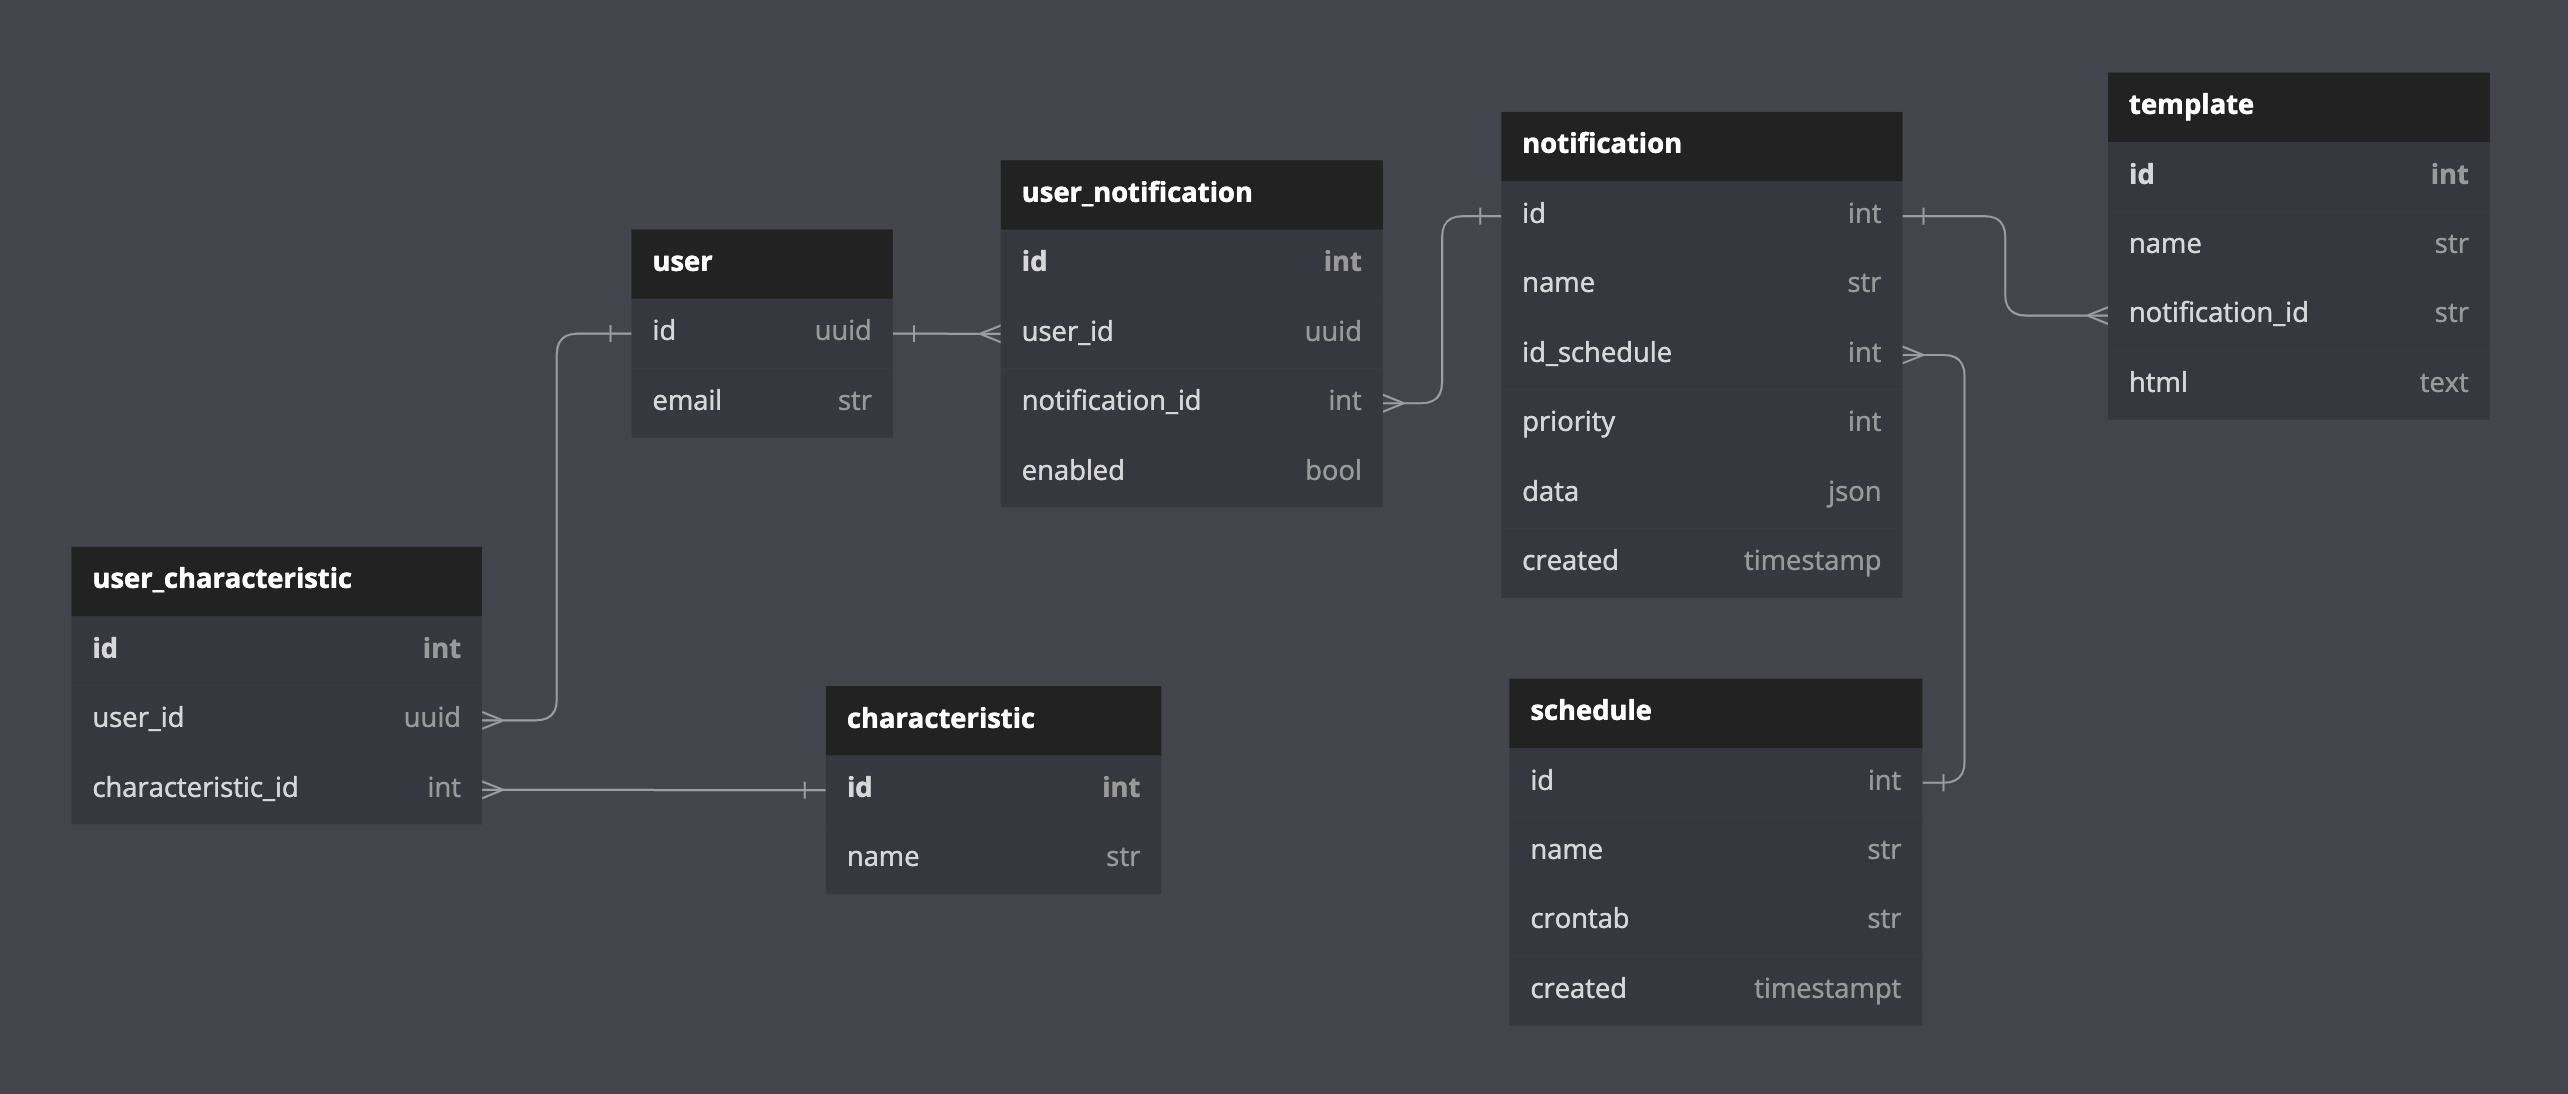 template
id int
name str
notification_id str
html text
notification
id int
name str
id_schedule int
priority int
data json
created timestamp
user_notification
id int
user_id uuid
notification_id int
enabled bool
user
id uuid
email str
user_characteristic
id int
user_id uuid
characteristic_id int
characteristic
id int
name str
schedule
id int
name str
crontab str
created timestampt